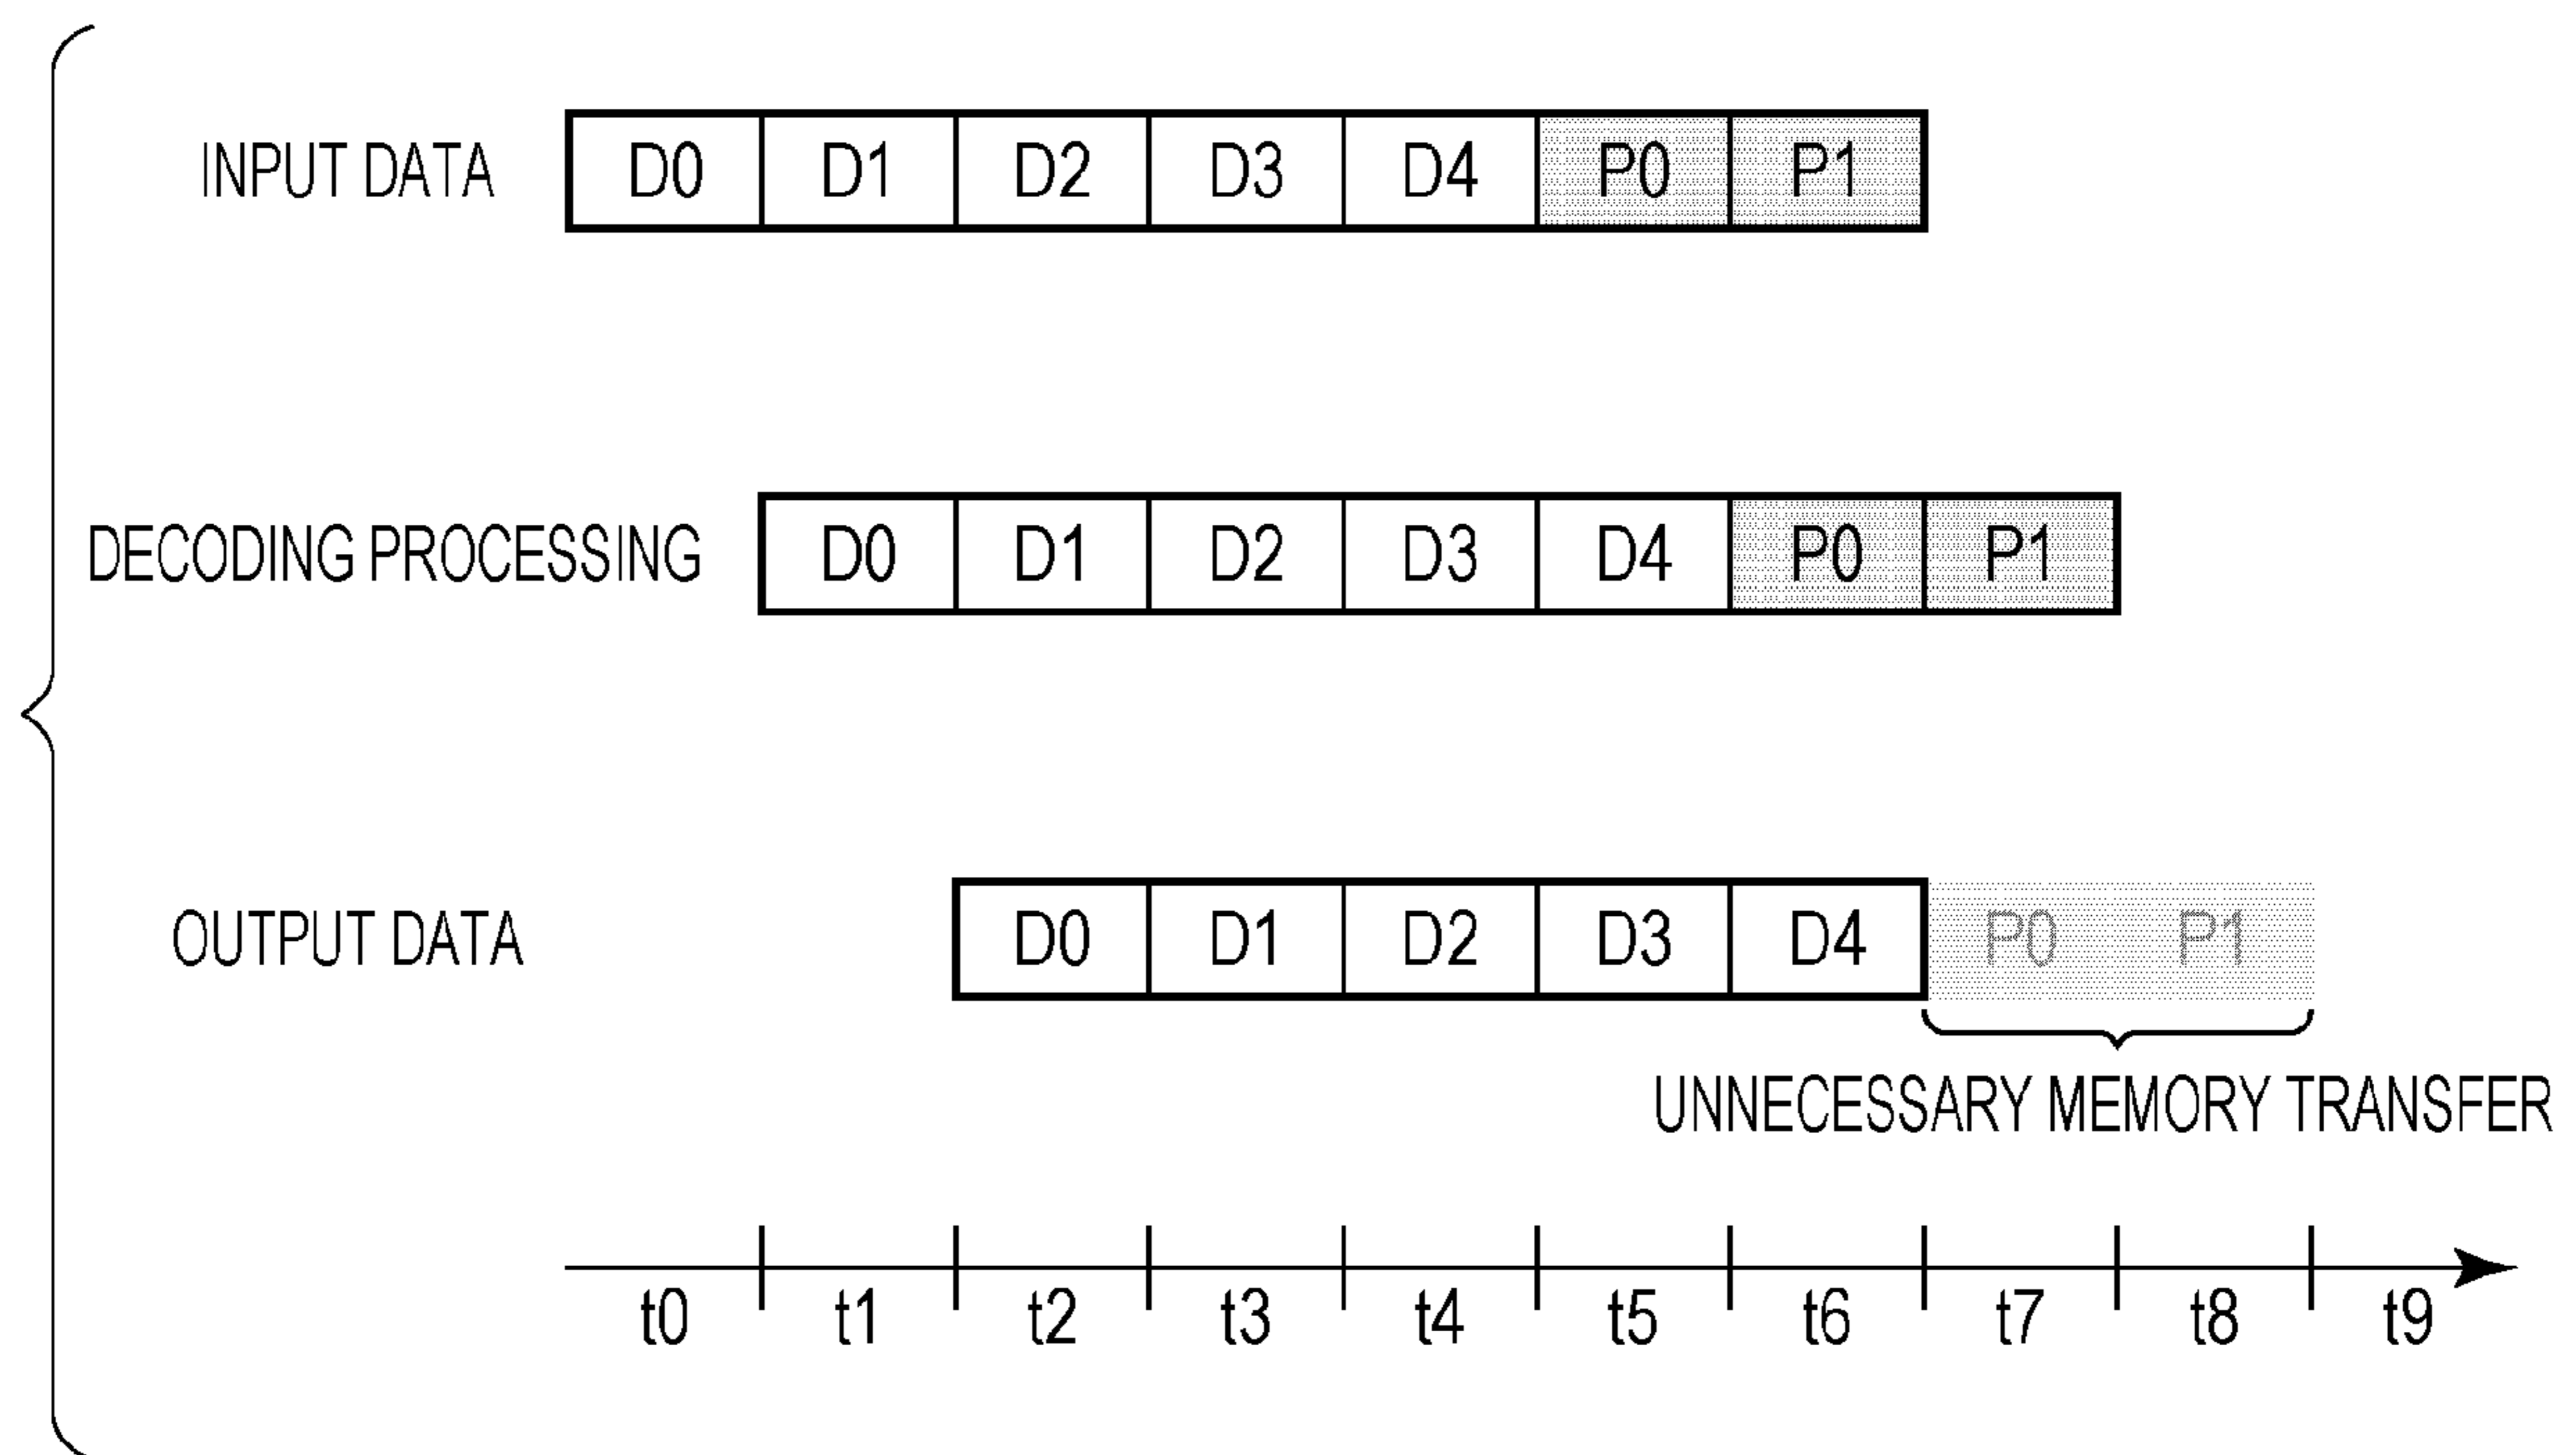 INPUT DATA D0 D1 D2 D3 D4 P0 P1
DECODING PROCESSING D0 D1 D2 D3 D4 P0 P1
OUTPUT DATA D0 D1 D2 D3 D4 P0 P1
UNNECESSARY MEMORY TRANSFER
t0 t1 t2 t3 t4 t5 t6 t7 t8 t9